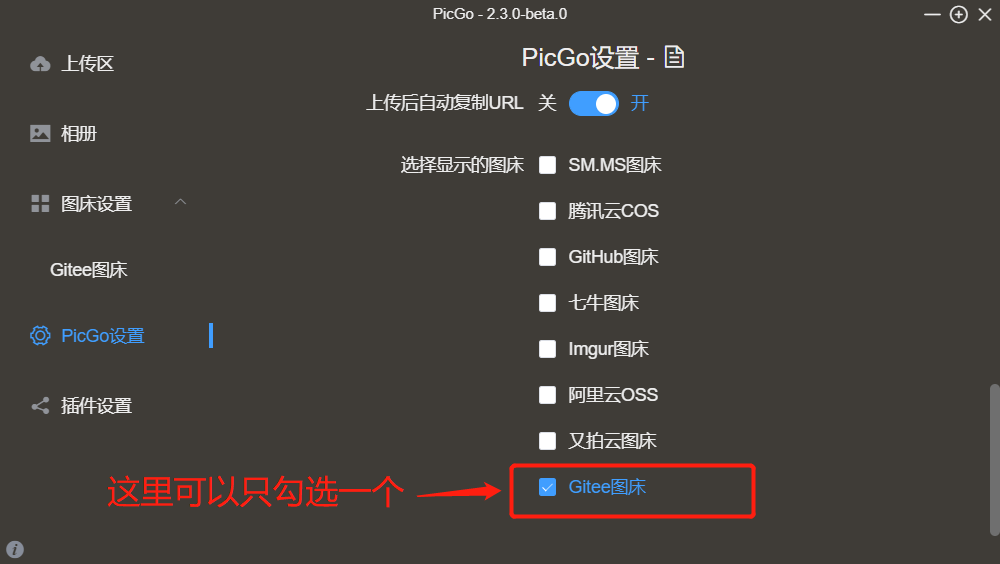 PicGo - 2.3.0-beta.0
上传区
相册
图床设置
Gitee图床
PicGo设置
插件设置
PicGo设置 -
上传后自动复制URL 关 开
选择显示的图床 SM.MS图床
腾讯云COS
GitHub图床
七牛图床
Imgur图床
阿里云OSS
又拍云图床
Gitee图床
这里可以只勾选一个